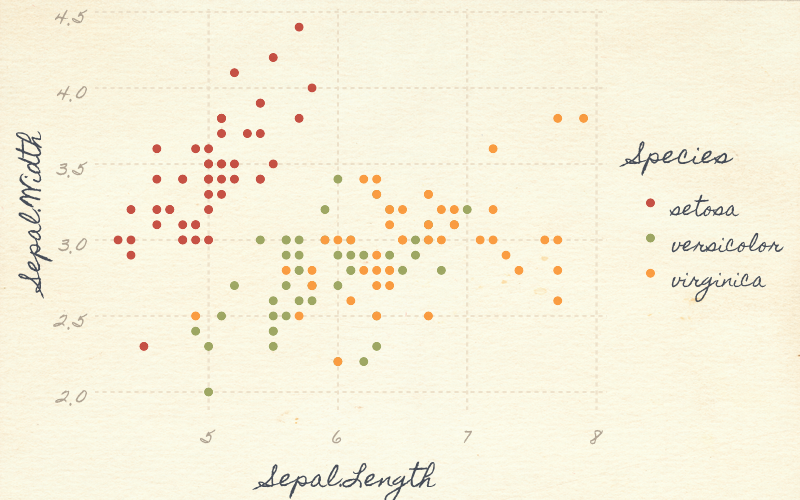 4.5
4.0
3.5
3.0
2.5
2.0
Sepal.Width
5 6 7 8
Sepal.Length
Species
setosa
versicolor
virginica